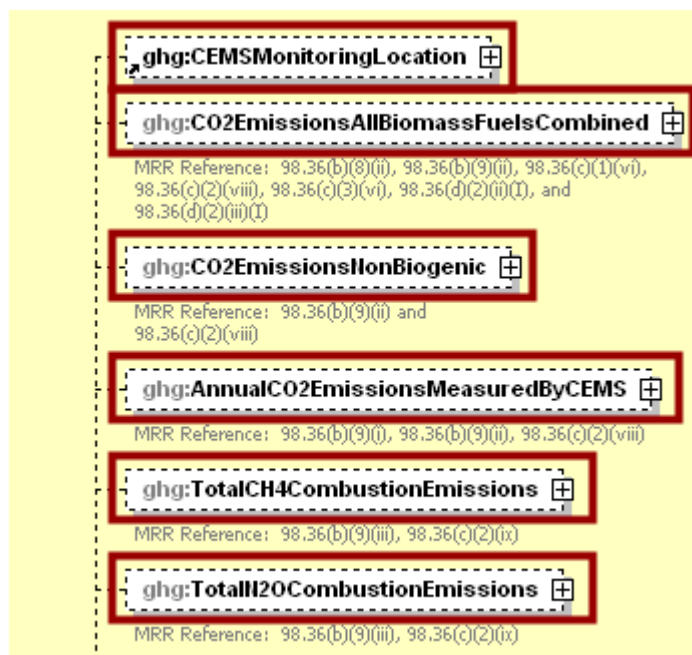 ghg:CEMSMonitoringLocation
ghg:CO2EmissionsAllBiomassFuelsCombined
MRR Reference: 98.36(b)(8)(ii), 98.36(b)(9)(ii), 98.36(c)(1)(vi),
98.36(c)(2)(viii), 98.36(c)(3)(vi), 98.36(d)(2)(ii)(I), and
98.36(d)(2)(iii)(I)
ghg:CO2EmissionsNonBiogenic
MRR Reference: 98.36(b)(9)(ii) and
98.36(c)(2)(viii)
ghg:AnnualCO2EmissionsMeasuredByCEMS
MRR Reference: 98.36(b)(9)(i), 98.36(b)(9)(ii), 98.36(c)(2)(viii)
ghg:TotalCH4CombustionEmissions
MRR Reference: 98.36(b)(9)(iii), 98.36(c)(2)(ix)
ghg:TotalN2OCombustionEmissions
MRR Reference: 98.36(b)(9)(iii), 98.36(c)(2)(ix)